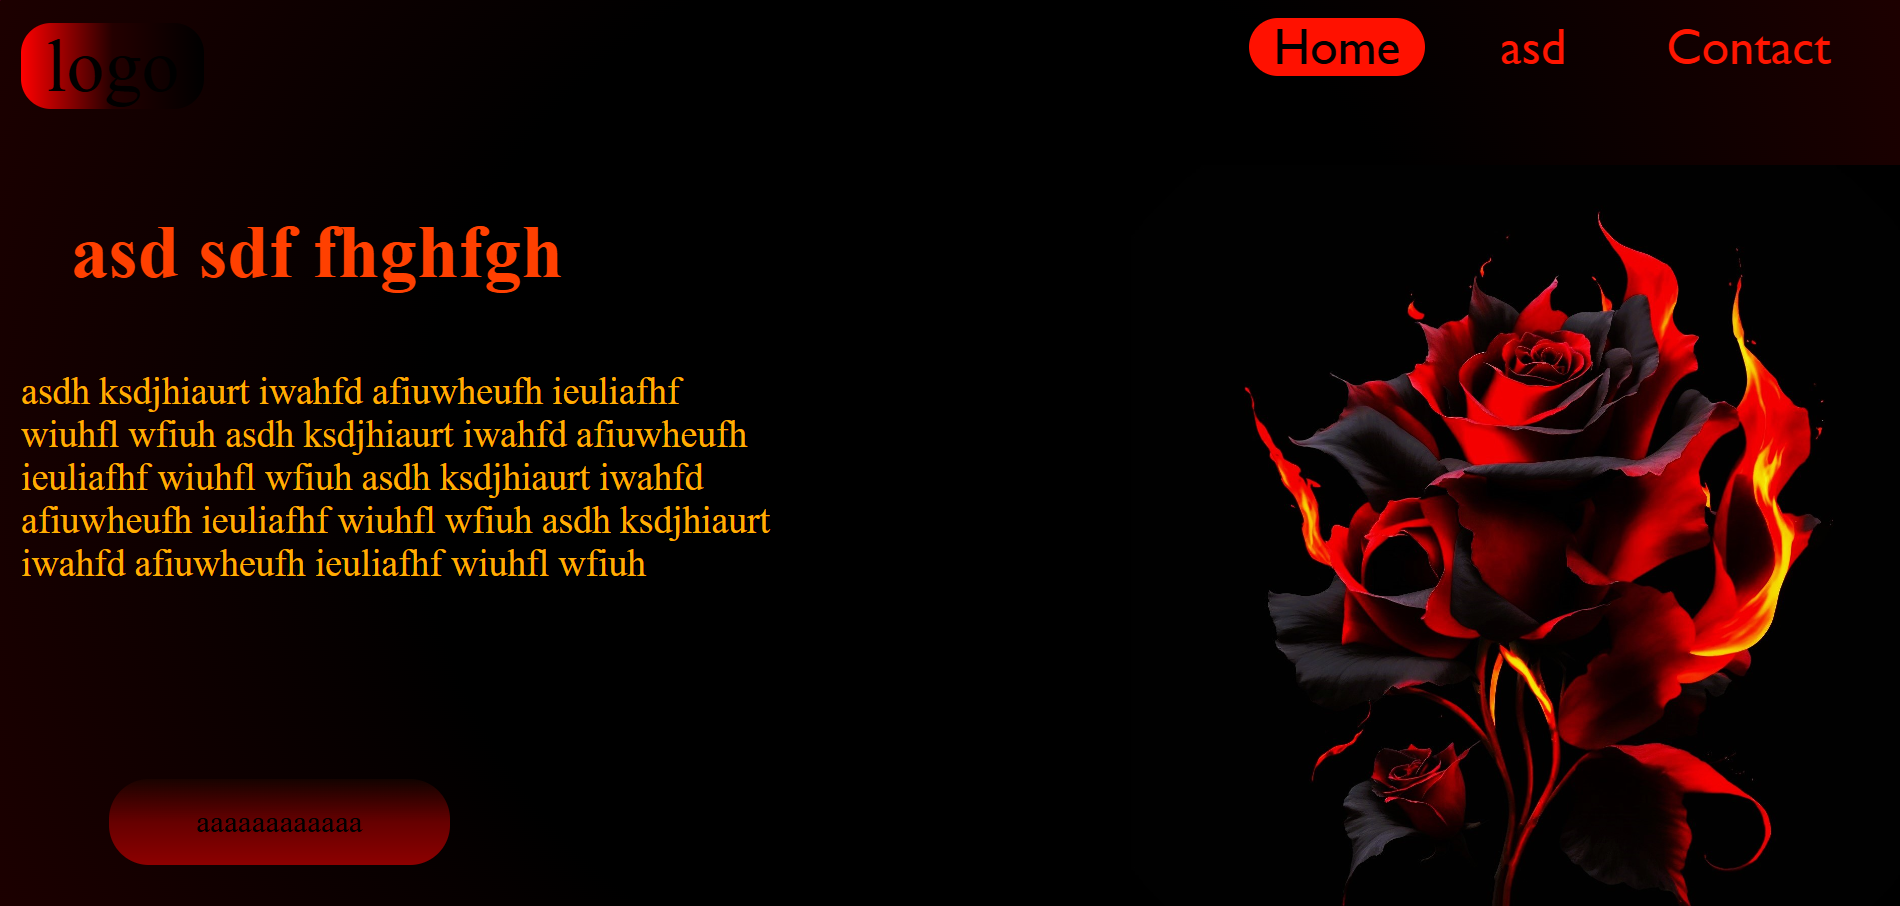 logo
Home asd Contact
asd sdf fhghfgh
asdh ksdjhiaurt iwahfd afiuwheufh ieuliafhf
wiuhfl wfiuh asdh ksdjhiaurt iwahfd afiuwheufh
ieuliafhf wiuhfl wfiuh asdh ksdjhiaurt iwahfd
afiuwheufh ieuliafhf wiuhfl wfiuh asdh ksdjhiaurt
iwahfd afiuwheufh ieuliafhf wiuhfl wfiuh
aaaaaaaaaaaa